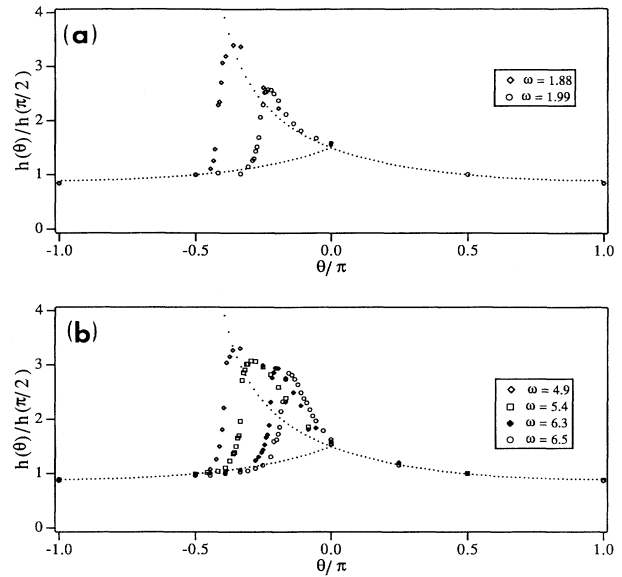 (a)
4
3
2
1
0
h(θ)/h(π/2)
◇ ω = 1.88
○ ω = 1.99
-1.0 -0.5 0.0 0.5 1.0
θ/π
(b)
4
3
2
1
0
h(θ)/h(π/2)
◇ ω = 4.9
□ ω = 5.4
◆ ω = 6.3
○ ω = 6.5
-1.0 -0.5 0.0 0.5 1.0
θ/π